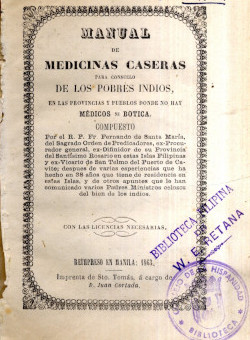 MANUAL
DE
MEDICINAS CASERAS
PARA CONSUELO
DE LOS POBRES INDIOS,
EN LAS PROVINCIAS Y PUEBLOS DONDE NO HAY
MÉDICOS NI BOTICA.
COMPUESTO
Por el R. P. Fr. Fernando de Santa María,
del Sagrado Orden de Predicadores, ex-Procu-
rador general, ex-Difinidor de su Provincia
del Santísimo Rosario en estas Islas Filipinas
y ex-Vicario de San Telmo del Puerto de Ca-
vite; despues de varias esperiencias que ha
hecho en 38 años que tiene de residencia en
estas Islas, y de otros apuntes que le han
comunicado varios Padres Ministros celosos
del bien de los indios.
CON LAS LICENCIAS NECESARIAS.
REIMPRESO EN MANILA: 1863.
Imprenta de Sto. Tomás, á cargo de
D. Juan Cortada.
BIBLIOTECA FILIPINA
W. E. RETANA
BIBLIOTECA